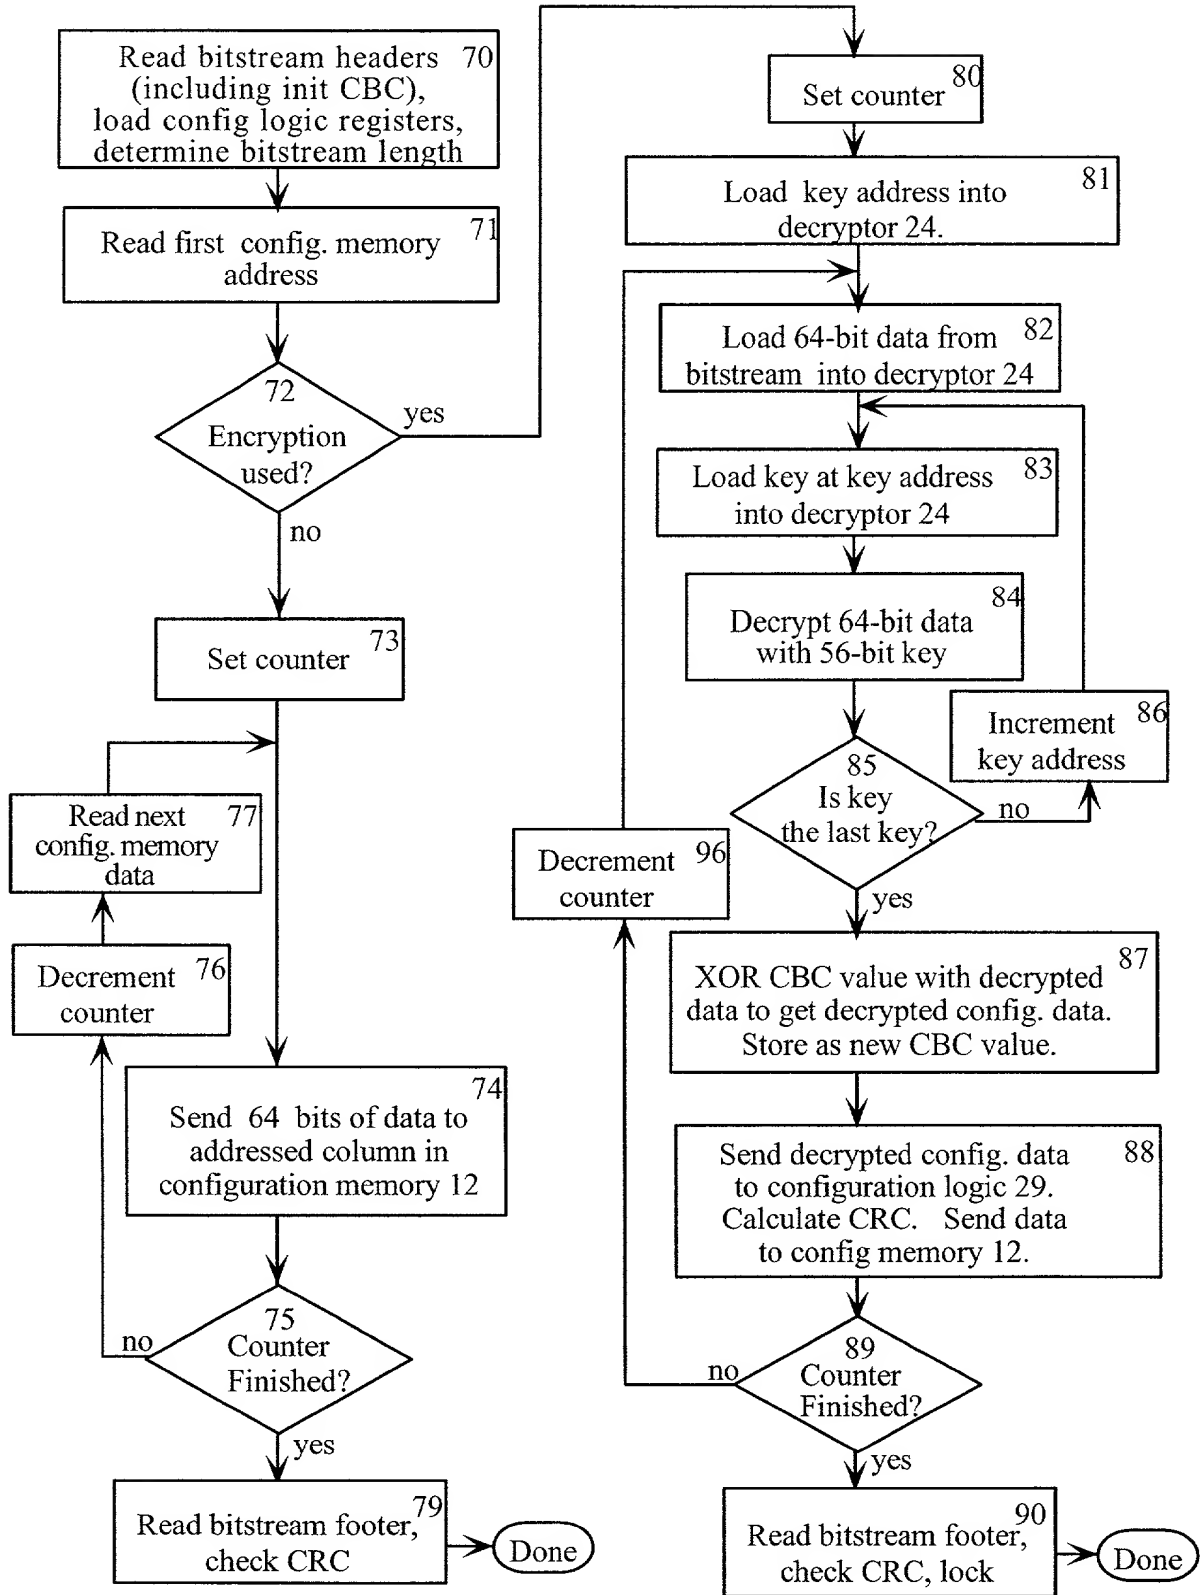 Read bitstream headers 70
(including init CBC),
load config logic registers,
determine bitstream length
Read first config. memory 71
address
72
Encryption
used?
yes
no
Set counter 73
Read next 77
config. memory
data
Decrement 76
counter
74
Send 64 bits of data to
addressed column in
configuration memory 12
75
Counter
Finished?
no
yes
79
Read bitstream footer,
check CRC
Done
80
Set counter
81
Load key address into
decryptor 24.
82
Load 64-bit data from
bitstream into decryptor 24
83
Load key at key address
into decryptor 24
84
Decrypt 64-bit data
with 56-bit key
85
Is key
the last key?
no
yes
Increment 86
key address
Decrement 96
counter
87
XOR CBC value with decrypted
data to get decrypted config. data.
Store as new CBC value.
88
Send decrypted config. data
to configuration logic 29.
Calculate CRC. Send data
to config memory 12.
89
Counter
Finished?
no
yes
90
Read bitstream footer,
check CRC, lock
Done